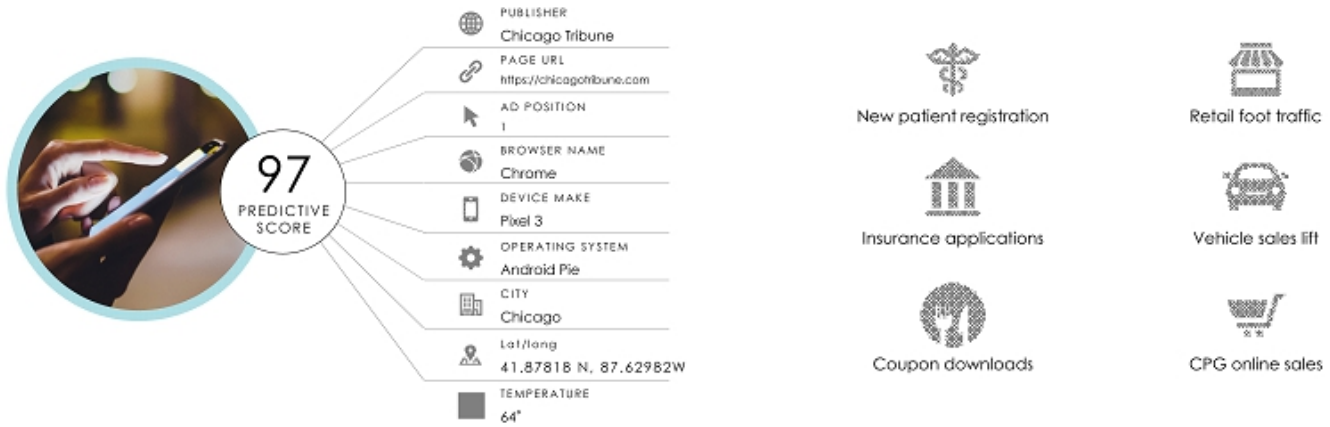 97
PREDICTIVE
SCORE
PUBLISHER
Chicago Tribune
PAGE URL
https://chicagotribune.com
AD POSITION
1
BROWSER NAME
Chrome
DEVICE MAKE
Pixel 3
OPERATING SYSTEM
Android Pie
CITY
Chicago
Lat/long
41.87818 N, 87.62982W
TEMPERATURE
64°
New patient registration
Retail foot traffic
Insurance applications
Vehicle sales lift
Coupon downloads
CPG online sales